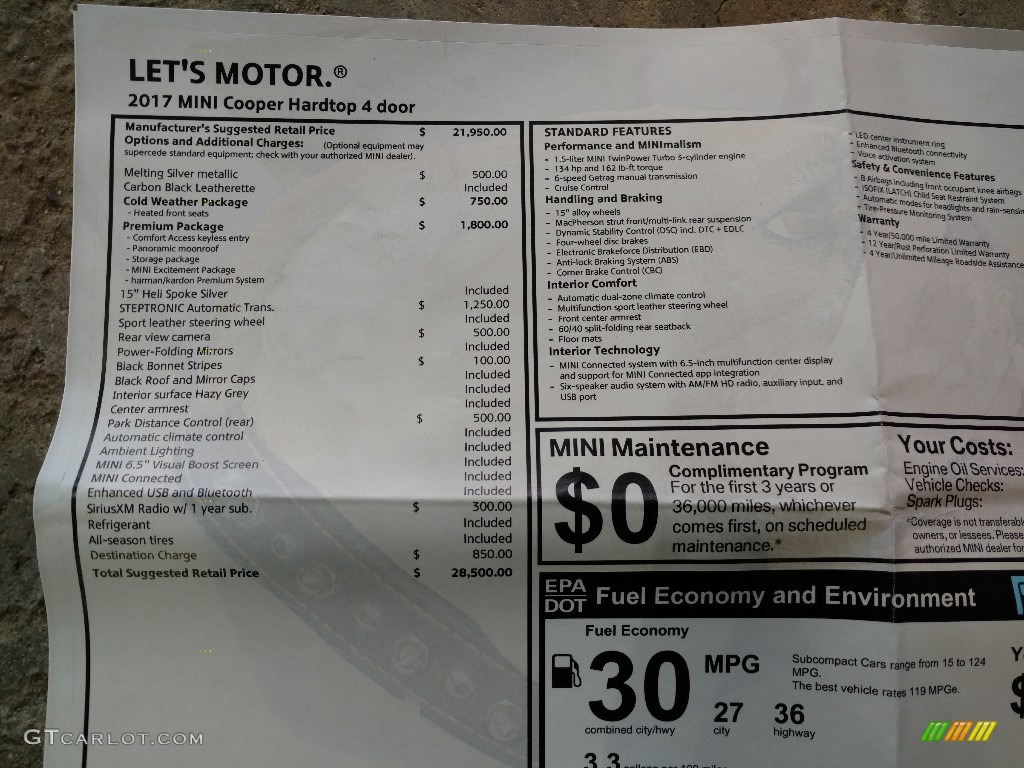 LET'S MOTOR.®
2017 MINI Cooper Hardtop 4 door
Manufacturer's Suggested Retail Price $ 21,950.00
Options and Additional Charges: (Optional equipment may
supercede standard equipment; check with your authorized MINI dealer).
Melting Silver metallic $ 500.00
Carbon Black Leatherette Included
Cold Weather Package $ 750.00
- Heated front seats
Premium Package $ 1,800.00
- Comfort Access keyless entry
- Panoramic moonroof
- Storage package
- MINI Excitement Package
- harman/kardon Premium System
15" Heli Spoke Silver Included
STEPTRONIC Automatic Trans. $ 1,250.00
Sport leather steering wheel Included
Rear view camera $ 500.00
Power-Folding Mirrors Included
Black Bonnet Stripes $ 100.00
Black Roof and Mirror Caps Included
Interior surface Hazy Grey Included
Center armrest Included
Park Distance Control (rear) $ 500.00
Automatic climate control Included
Ambient Lighting Included
MINI 6.5" Visual Boost Screen Included
MINI Connected Included
Enhanced USB and Bluetooth Included
SiriusXM Radio w/ 1 year sub. $ 300.00
Refrigerant Included
All-season tires Included
Destination Charge $ 850.00
Total Suggested Retail Price $ 28,500.00
STANDARD FEATURES
Performance and MINImalism
- 1.5-liter MINI TwinPower Turbo 3-cylinder engine
- 134 hp and 162 lb-ft torque
- 6-speed Getrag manual transmission
- Cruise Control
Handling and Braking
- 15" alloy wheels
- MacPherson strut front/multi-link rear suspension
- Dynamic Stability Control (DSC) incl. DTC + EDLC
- Four-wheel disc brakes
- Electronic Brakeforce Distribution (EBD)
- Anti-lock Braking System (ABS)
- Corner Brake Control (CBC)
Interior Comfort
- Automatic dual-zone climate control
- Multifunction sport leather steering wheel
- Front center armrest
- 60/40 split-folding rear seatback
- Floor mats
Interior Technology
- MINI Connected system with 6.5-inch multifunction center display
and support for MINI Connected app integration
- Six-speaker audio system with AM/FM HD radio, auxiliary input, and
USB port
- LED center instrument ring
- Enhanced Bluetooth connectivity
- Voice activation system
Safety & Convenience Features
- 8 Airbags including front occupant knee airbags
- ISOFIX (LATCH) Child Seat Restraint System
- Automatic modes for headlights and rain-sensin
- Tire-Pressure Monitoring System
Warranty
- 4 Year/50,000 mile Limited Warranty
- 12 Year/Rust Perforation Limited Warranty
- 4 Year/Unlimited Mileage Roadside Assistance
MINI Maintenance
$0
Complimentary Program
For the first 3 years or
36,000 miles, whichever
comes first, on scheduled
maintenance.*
Your Costs:
Engine Oil Services:
Vehicle Checks:
Spark Plugs:
*Coverage is not transferabl
owners, or lessees. Please
authorized MINI dealer for
EPA
DOT
Fuel Economy and Environment
Fuel Economy
30 MPG
combined city/hwy
27
city
36
highway
Subcompact Cars range from 15 to 124
MPG.
The best vehicle rates 119 MPGe.
Y
$
3.3 gallons per 100 miles
GTCARLOT.COM